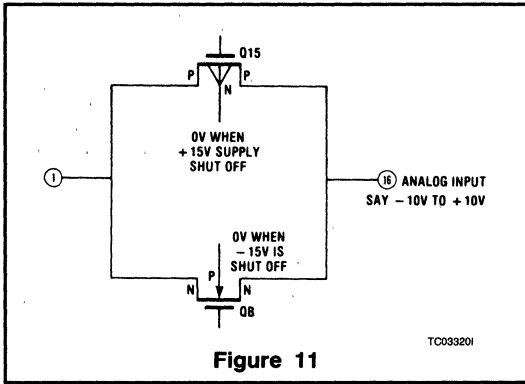 Q15
P P
N
0V WHEN
+ 15V SUPPLY
SHUT OFF
1
16 ANALOG INPUT
SAY − 10V TO + 10V
0V WHEN
− 15V IS
SHUT OFF
P
N N
Q8
TC03320I
Figure 11